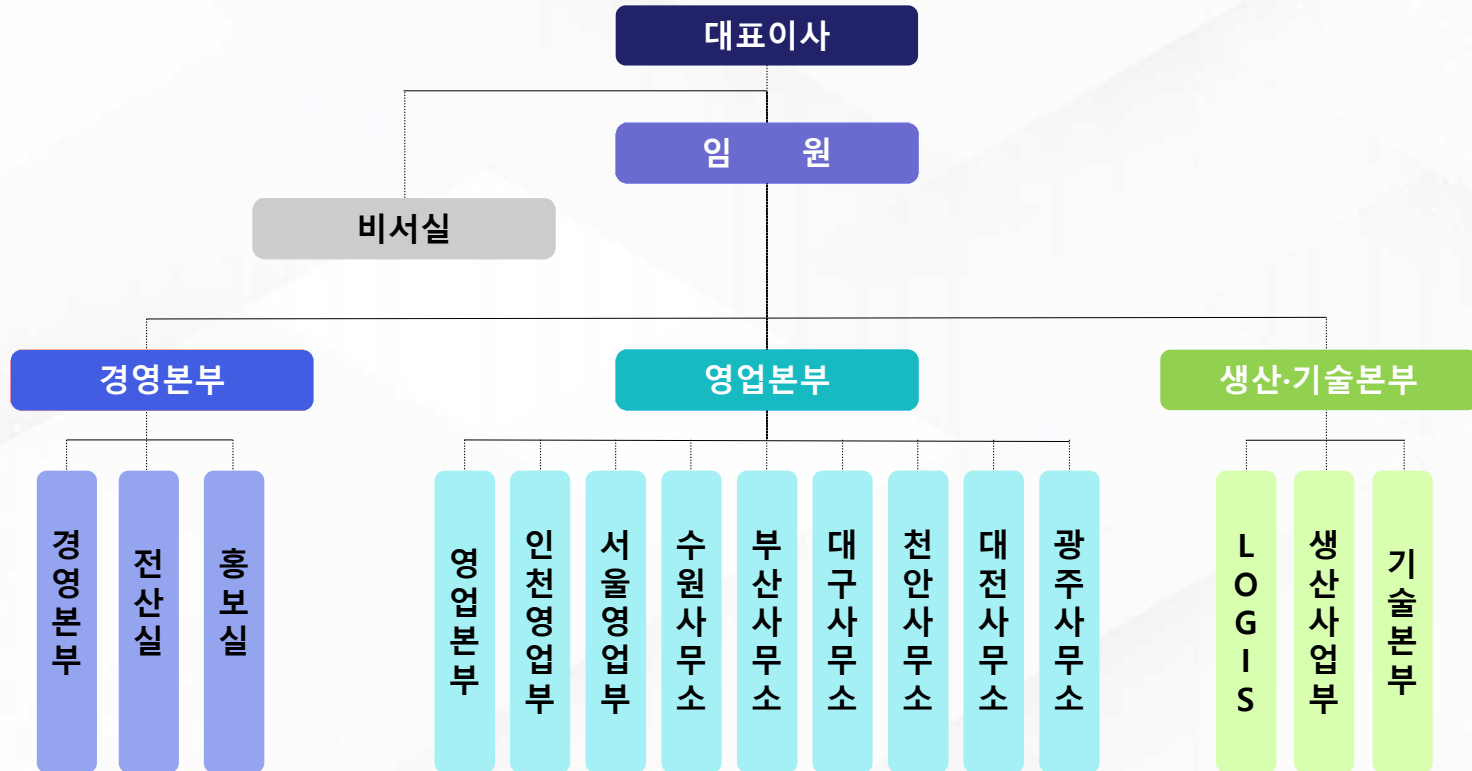 대표이사
임 원
비서실
경영본부
영업본부
생산·기술본부
경영본부
전산실
홍보실
영업본부
인천영업부
서울영업부
수원사무소
부산사무소
대구사무소
천안사무소
대전사무소
광주사무소
LOGIS
생산사업부
기술본부